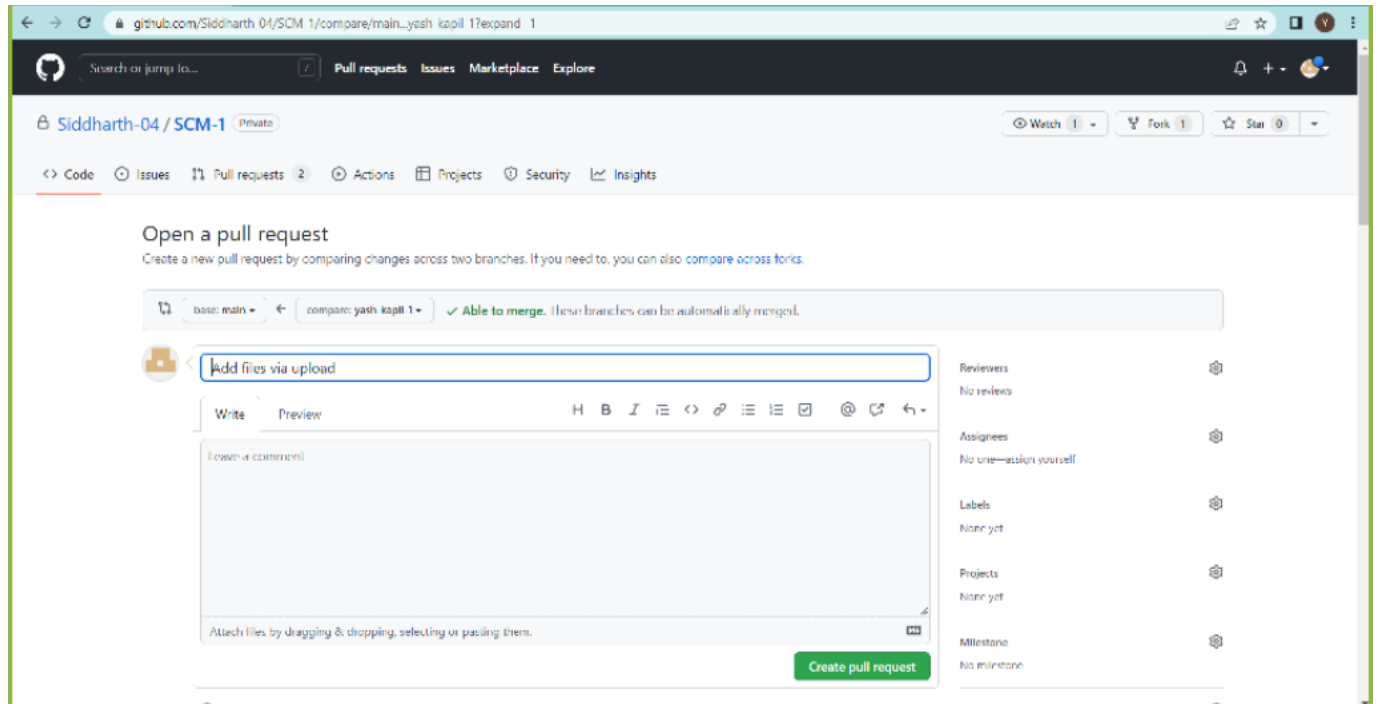 github.com/Siddharth-04/SCM-1/compare/main...yash-kapil-1?expand=1
Y
Search or jump to... /
Pull requests Issues Marketplace Explore
Siddharth-04 / SCM-1 Private
Watch 1 Fork 1 Star 0
Code Issues Pull requests 2 Actions Projects Security Insights
Open a pull request
Create a new pull request by comparing changes across two branches. If you need to, you can also compare across forks.
base: main compare: yash-kapil-1 Able to merge. These branches can be automatically merged.
Add files via upload
Write Preview
H B I @
Leave a comment
Attach files by dragging & dropping, selecting or pasting them.
Create pull request
Reviewers
No reviews
Assignees
No one—assign yourself
Labels
None yet
Projects
None yet
Milestone
No milestone